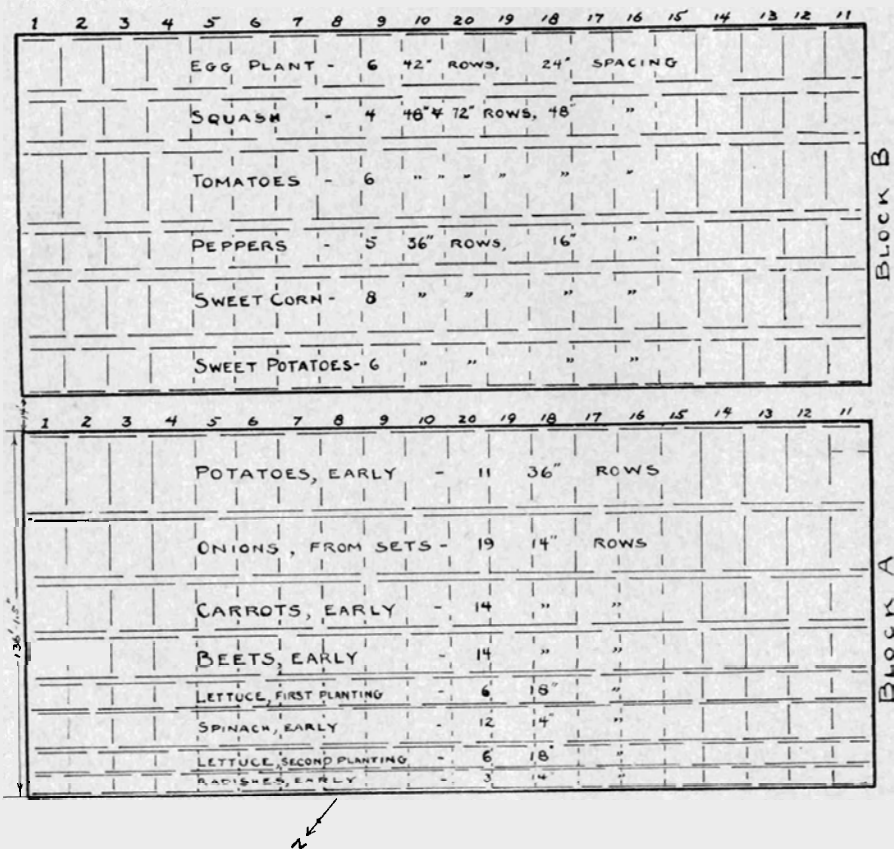 1 2 3 4 5 6 7 8 9 10 20 19 18 17 16 15 14 13 12 11
EGG PLANT - 6 42" ROWS, 24" SPACING
SQUASH - 4 48" & 72" ROWS, 48" "
TOMATOES - 6 " " " " " "
PEPPERS - 5 36" ROWS, 16" "
SWEET CORN - 8 " " " "
SWEET POTATOES - 6 " " " "
BLOCK B
1 2 3 4 5 6 7 8 9 10 20 19 18 17 16 15 14 13 12 11
POTATOES, EARLY - 11 36" ROWS
ONIONS, FROM SETS - 19 14" ROWS
CARROTS, EARLY - 14 " "
BEETS, EARLY - 14 " "
LETTUCE, FIRST PLANTING - 6 18" "
SPINACH, EARLY - 12 14" "
LETTUCE, SECOND PLANTING - 6 18" "
RADISHES, EARLY - 3 14" "
BLOCK A
136' 1.5"
N